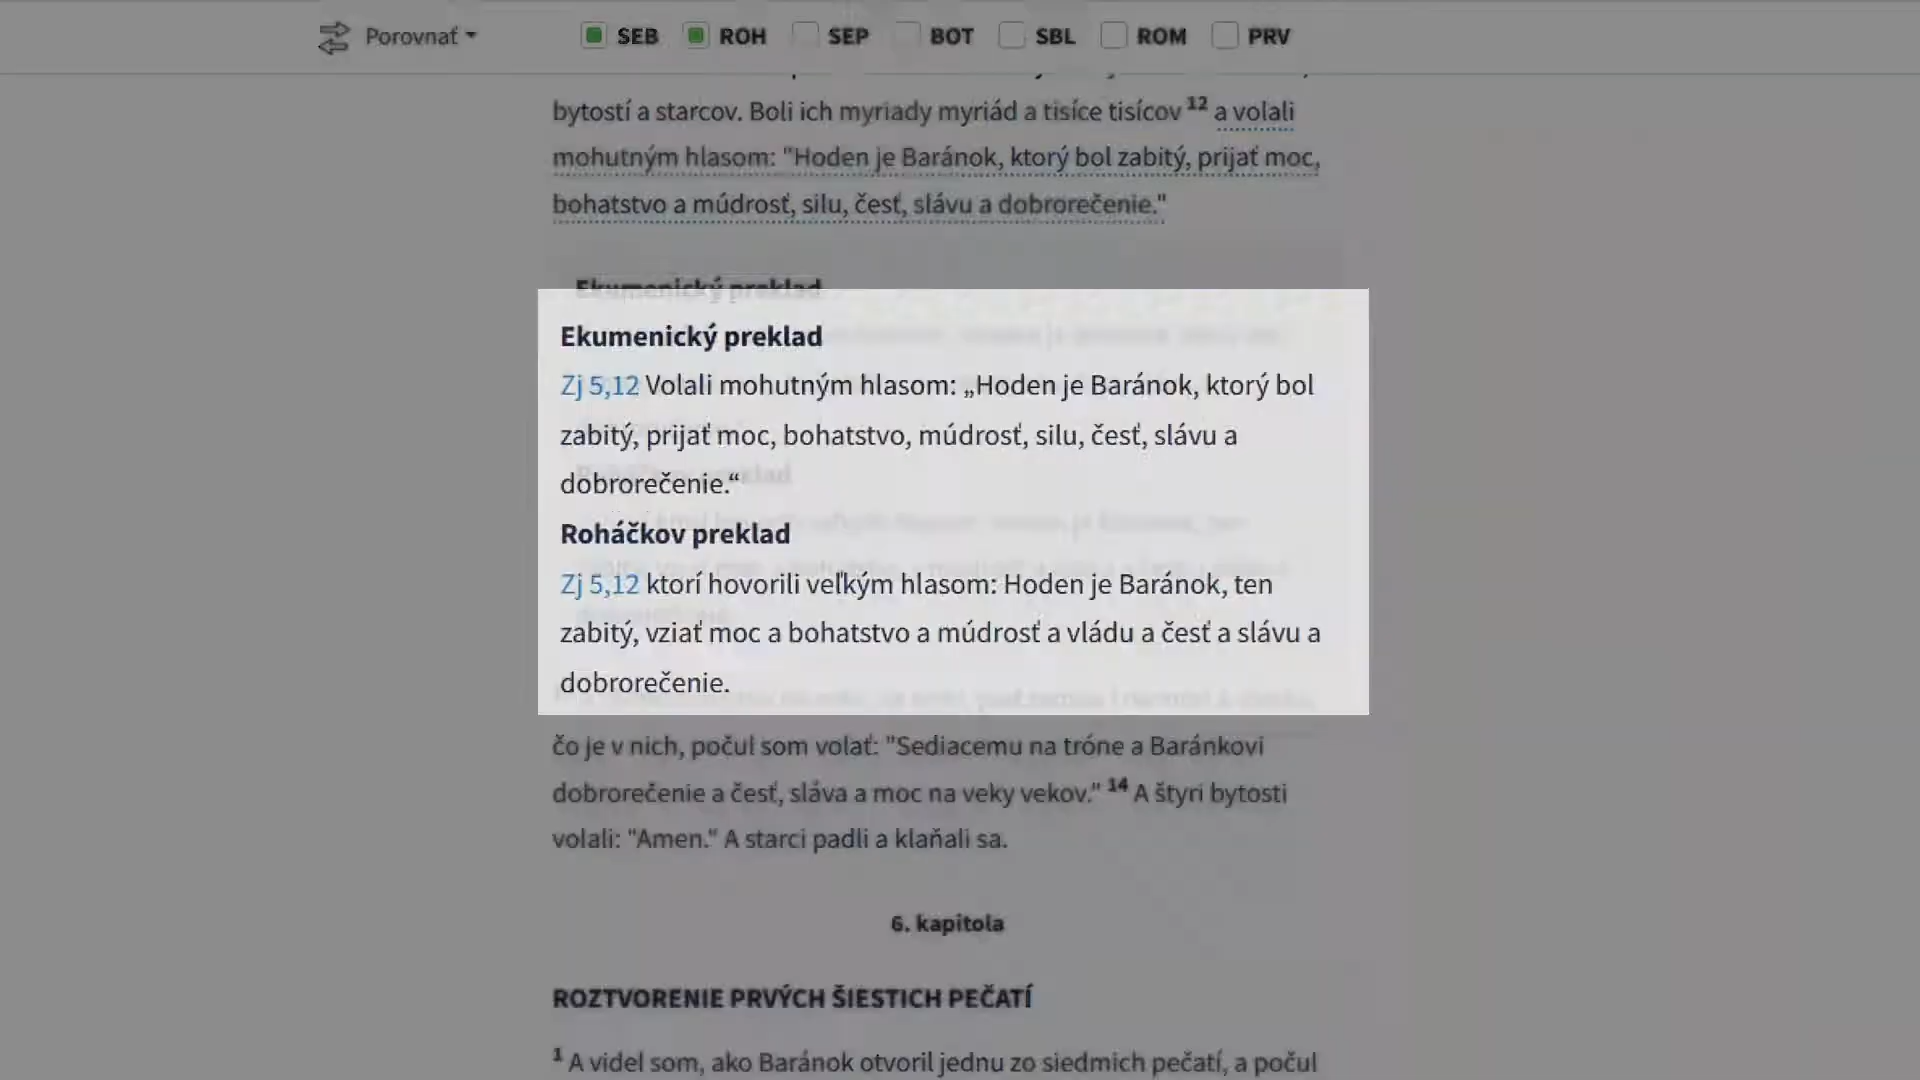 Porovnať SEB ROH SEP BOT SBL ROM PRV
bytostí a starcov. Boli ich myriady myriád a tisíce tisícov 12 a volali
mohutným hlasom: "Hoden je Baránok, ktorý bol zabitý, prijať moc,
bohatstvo a múdrosť, silu, česť, slávu a dobrorečenie."
Ekumenický preklad
Ekumenický preklad
Zj 5,12 Volali mohutným hlasom: „Hoden je Baránok, ktorý bol
zabitý, prijať moc, bohatstvo, múdrosť, silu, česť, slávu a
dobrorečenie.“
Roháčkov preklad
Zj 5,12 ktorí hovorili veľkým hlasom: Hoden je Baránok, ten
zabitý, vziať moc a bohatstvo a múdrosť a vládu a česť a slávu a
dobrorečenie.
čo je v nich, počul som volať: "Sediacemu na tróne a Baránkovi
dobrorečenie a česť, sláva a moc na veky vekov." 14 A štyri bytosti
volali: "Amen." A starci padli a klaňali sa.
6. kapitola
ROZTVORENIE PRVÝCH ŠIESTICH PEČATÍ
1 A videl som, ako Baránok otvoril jednu zo siedmich pečatí, a počul